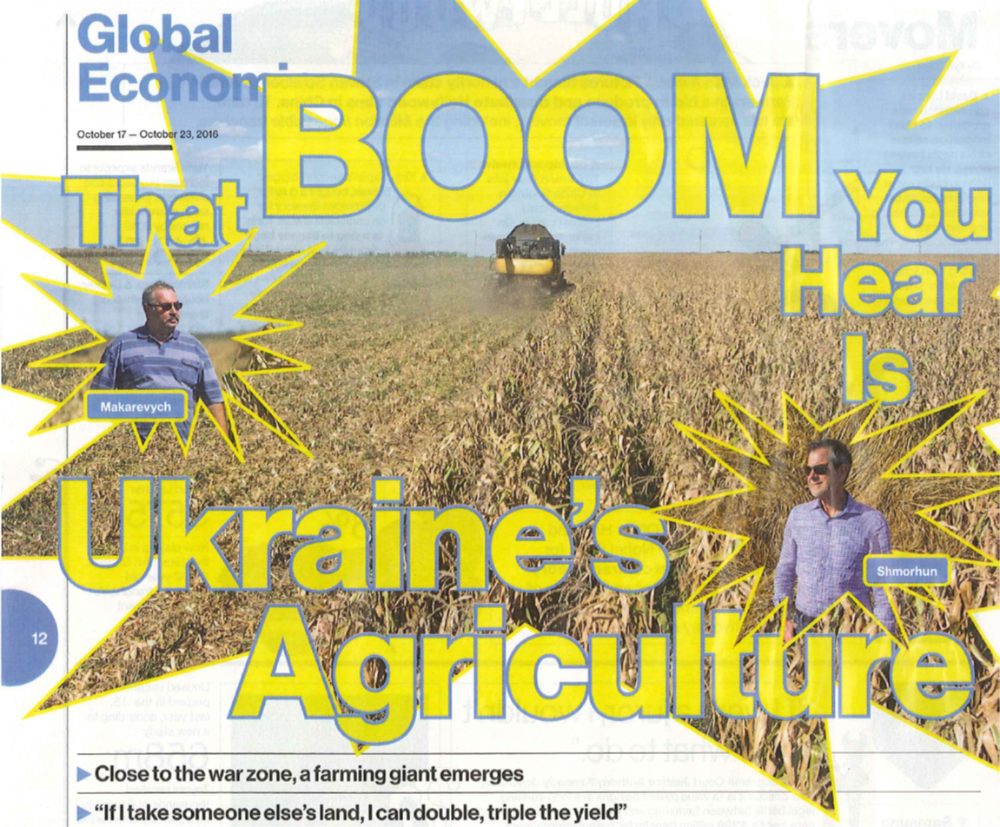 Global
Economi
October 17 — October 23, 2016
That BOOM You
Hear
Is
Makarevych
Ukraine's
Shmorhun
Agriculture
12
▶ Close to the war zone, a farming giant emerges
▶ "If I take someone else's land, I can double, triple the yield"